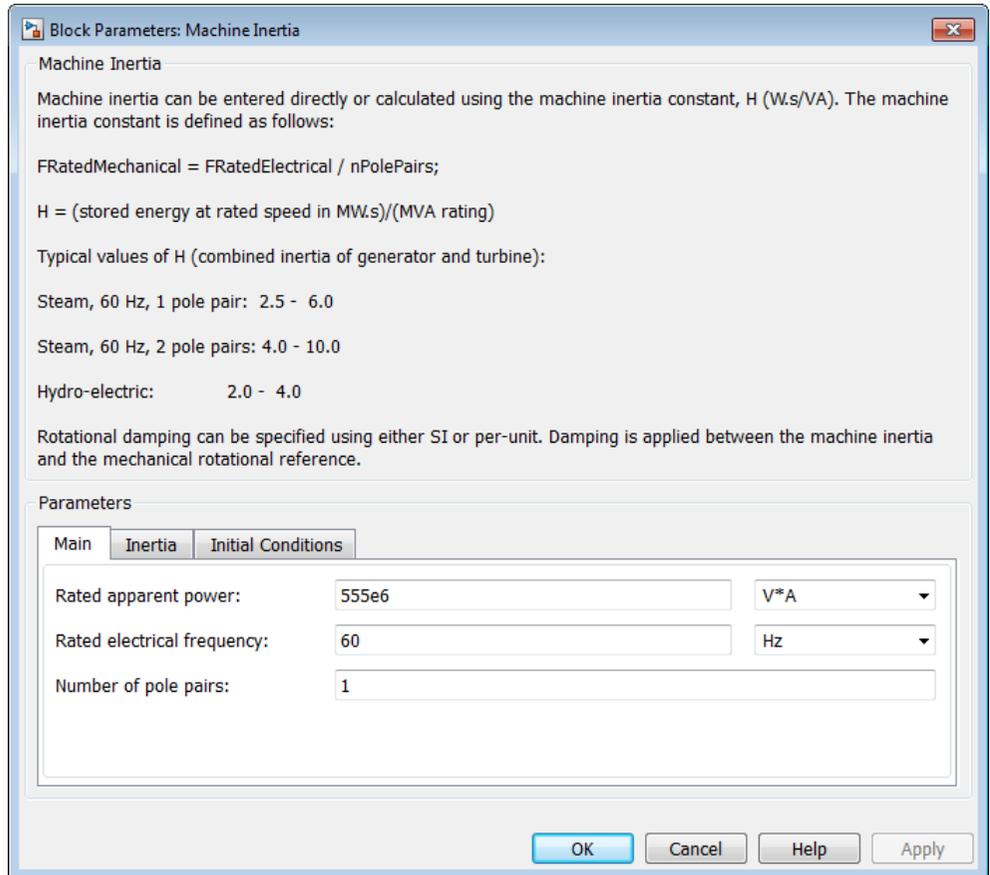 Block Parameters: Machine Inertia
Machine Inertia
Machine inertia can be entered directly or calculated using the machine inertia constant, H (W.s/VA). The machine
inertia constant is defined as follows:
FRatedMechanical = FRatedElectrical / nPolePairs;
H = (stored energy at rated speed in MW.s)/(MVA rating)
Typical values of H (combined inertia of generator and turbine):
Steam, 60 Hz, 1 pole pair:  2.5 -  6.0
Steam, 60 Hz, 2 pole pairs: 4.0 - 10.0
Hydro-electric:             2.0 -  4.0
Rotational damping can be specified using either SI or per-unit. Damping is applied between the machine inertia
and the mechanical rotational reference.
Parameters
Main Inertia Initial Conditions
Rated apparent power: 555e6 V*A
Rated electrical frequency: 60 Hz
Number of pole pairs: 1
OK Cancel Help Apply